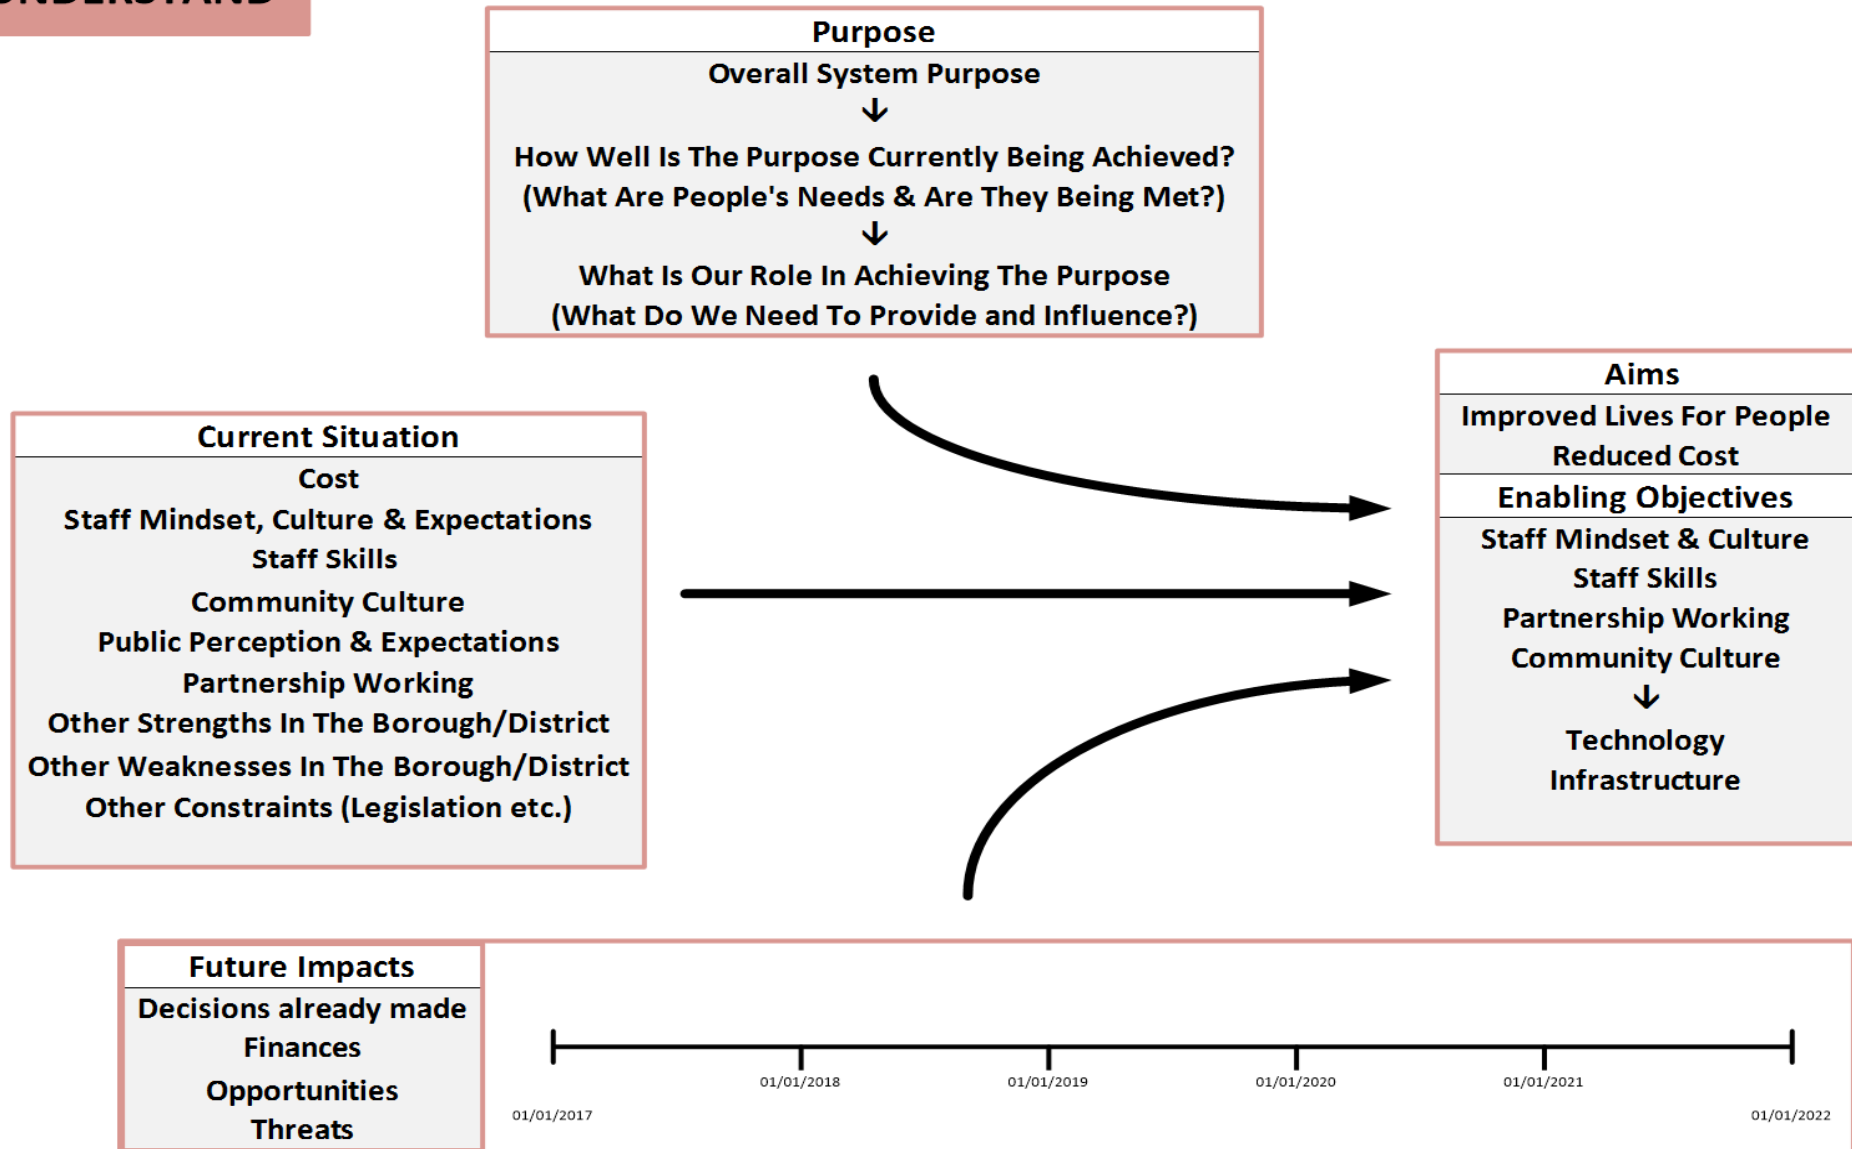 UNDERSTAND
Purpose
Overall System Purpose
↓
How Well Is The Purpose Currently Being Achieved?
(What Are People's Needs & Are They Being Met?)
↓
What Is Our Role In Achieving The Purpose
(What Do We Need To Provide and Influence?)
Current Situation
Cost
Staff Mindset, Culture & Expectations
Staff Skills
Community Culture
Public Perception & Expectations
Partnership Working
Other Strengths In The Borough/District
Other Weaknesses In The Borough/District
Other Constraints (Legislation etc.)
Aims
Improved Lives For People
Reduced Cost
Enabling Objectives
Staff Mindset & Culture
Staff Skills
Partnership Working
Community Culture
↓
Technology
Infrastructure
Future Impacts
Decisions already made
Finances
Opportunities
Threats
01/01/2017
01/01/2018
01/01/2019
01/01/2020
01/01/2021
01/01/2022